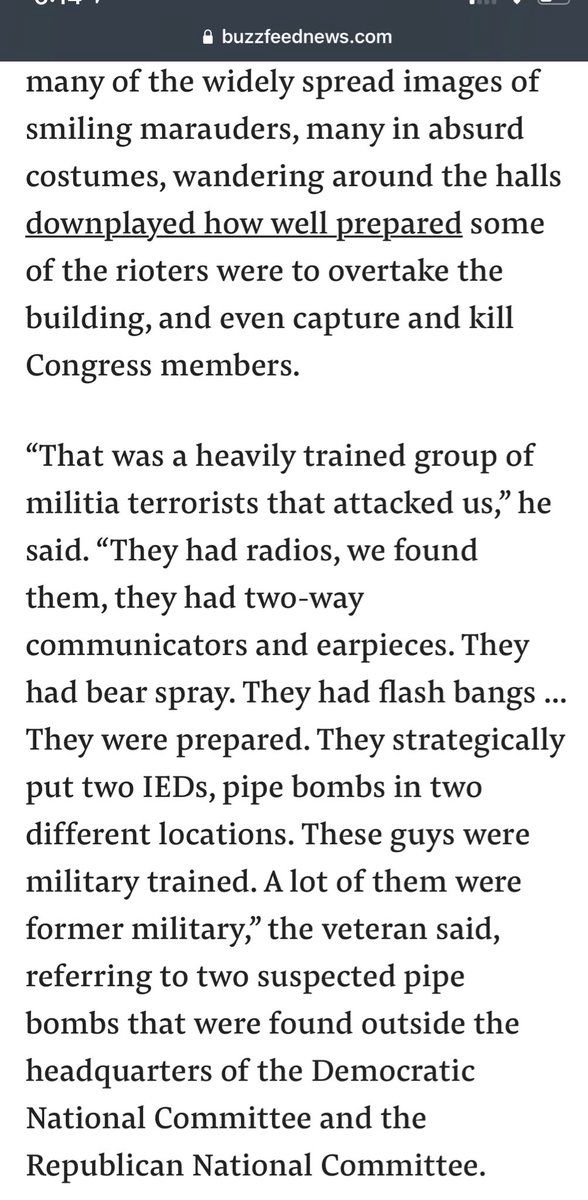 buzzfeednews.com
many of the widely spread images of
smiling marauders, many in absurd
costumes, wandering around the halls
downplayed how well prepared some
of the rioters were to overtake the
building, and even capture and kill
Congress members.
“That was a heavily trained group of
militia terrorists that attacked us,” he
said. “They had radios, we found
them, they had two-way
communicators and earpieces. They
had bear spray. They had flash bangs ...
They were prepared. They strategically
put two IEDs, pipe bombs in two
different locations. These guys were
military trained. A lot of them were
former military,” the veteran said,
referring to two suspected pipe
bombs that were found outside the
headquarters of the Democratic
National Committee and the
Republican National Committee.